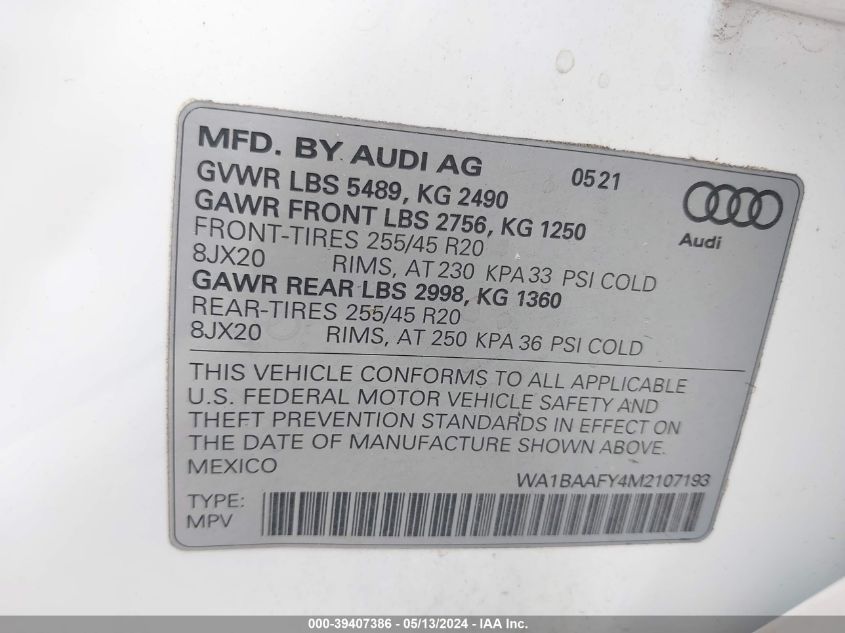 MFD. BY AUDI AG 0521
GVWR LBS 5489, KG 2490
GAWR FRONT LBS 2756, KG 1250
Audi
FRONT-TIRES 255/45 R20
8JX20 RIMS, AT 230 KPA 33 PSI COLD
GAWR REAR LBS 2998, KG 1360
REAR-TIRES 255/45 R20
8JX20 RIMS, AT 250 KPA 36 PSI COLD
THIS VEHICLE CONFORMS TO ALL APPLICABLE
U.S. FEDERAL MOTOR VEHICLE SAFETY AND
THEFT PREVENTION STANDARDS IN EFFECT ON
THE DATE OF MANUFACTURE SHOWN ABOVE.
MEXICO
WA1BAAFY4M2107193
TYPE:
MPV
000-39407386 - 05/13/2024 - IAA Inc.